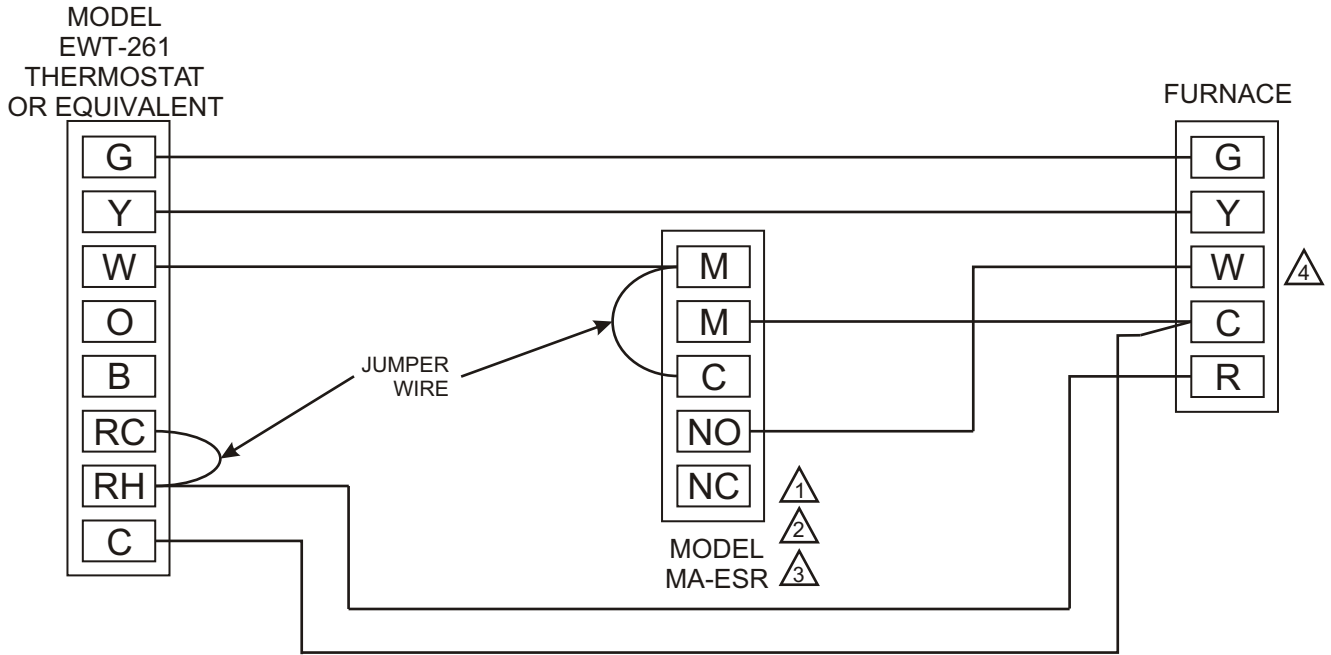 MODEL
EWT-261
THERMOSTAT
OR EQUIVALENT
G
Y
W
O
B
RC
RH
C
JUMPER
WIRE
M
M
C
NO
NC
1
2
3
MODEL
MA-ESR
FURNACE
G
Y
W
4
C
R